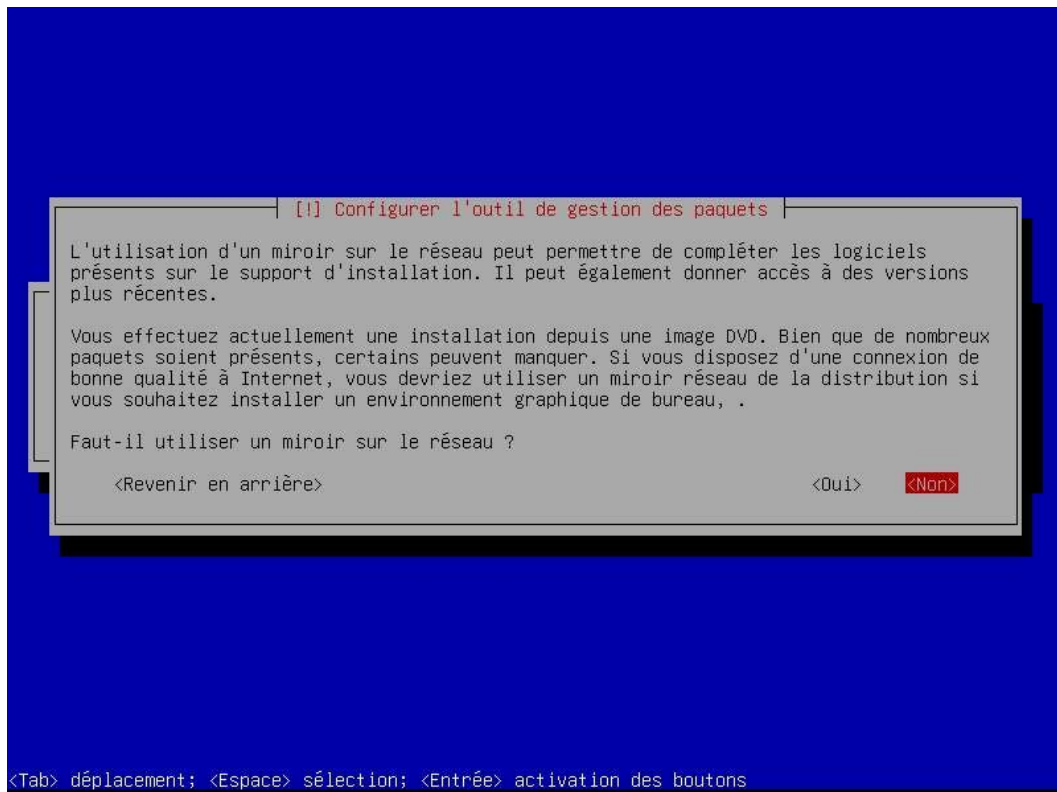 [!] Configurer l'outil de gestion des paquets
L'utilisation d'un miroir sur le réseau peut permettre de compléter les logiciels
présents sur le support d'installation. Il peut également donner accès à des versions
plus récentes.
Vous effectuez actuellement une installation depuis une image DVD. Bien que de nombreux
paquets soient présents, certains peuvent manquer. Si vous disposez d'une connexion de
bonne qualité à Internet, vous devriez utiliser un miroir réseau de la distribution si
vous souhaitez installer un environnement graphique de bureau, .
Faut-il utiliser un miroir sur le réseau ?
<Revenir en arrière> <Oui> <Non>
<Tab> déplacement; <Espace> sélection; <Entrée> activation des boutons